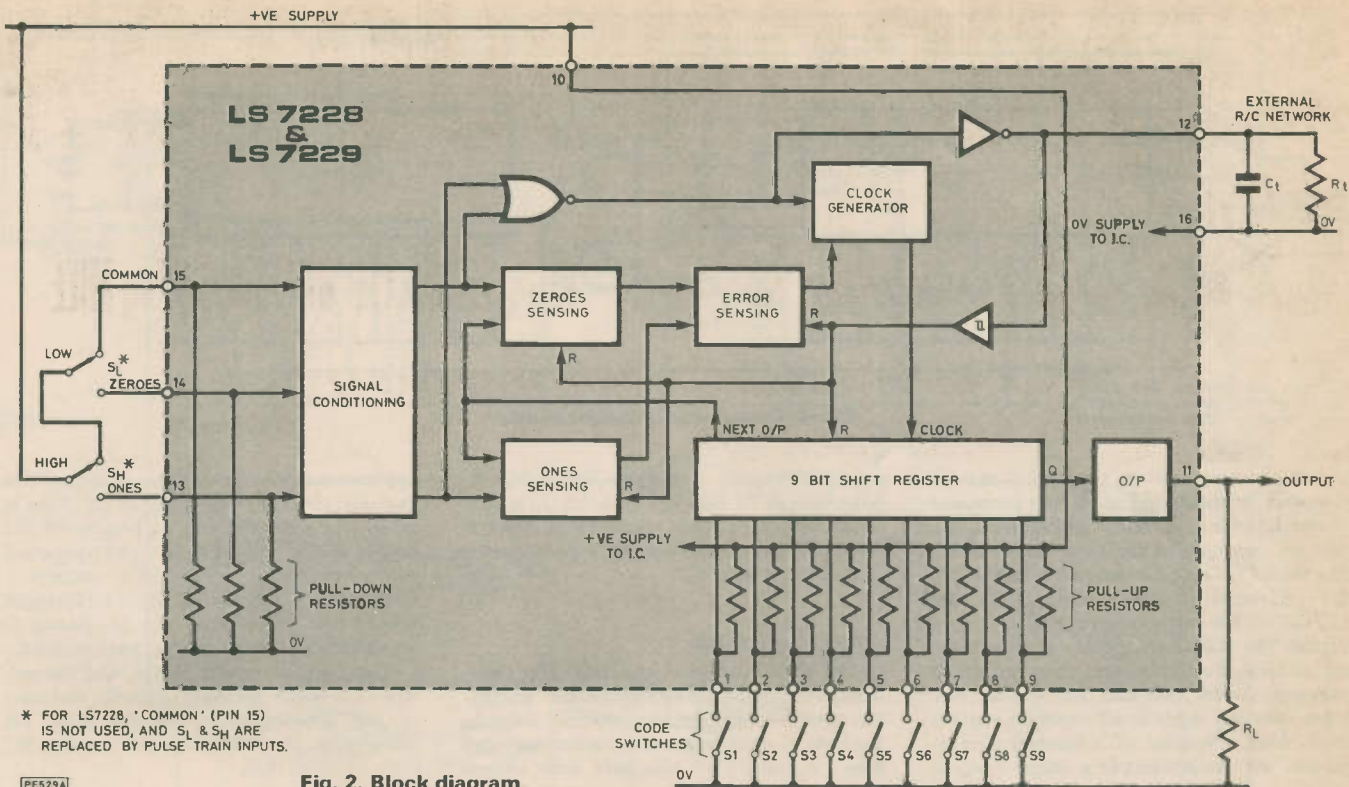 +VE SUPPLY
10
LS 7228
&
LS 7229
12
EXTERNAL
R/C NETWORK
Ct
Rt
0V
CLOCK
GENERATOR
0V SUPPLY
TO I.C.
16
COMMON
15
ZEROES
SENSING
ERROR
SENSING
R
R
LOW
SL*
ZEROES
14
SIGNAL
CONDITIONING
HIGH
SH*
ONES
13
ONES
SENSING
R
NEXT O/P
R
CLOCK
9 BIT SHIFT REGISTER
Q
O/P
11
OUTPUT
+VE SUPPLY
TO I.C.
PULL-DOWN
RESISTORS
0V
PULL-UP
RESISTORS
1 2 3 4 5 6 7 8 9
CODE
SWITCHES
S1 S2 S3 S4 S5 S6 S7 S8 S9
RL
0V
* FOR LS7228, 'COMMON' (PIN 15)
IS NOT USED, AND SL & SH ARE
REPLACED BY PULSE TRAIN INPUTS.
PE529A
Fig. 2. Block diagram